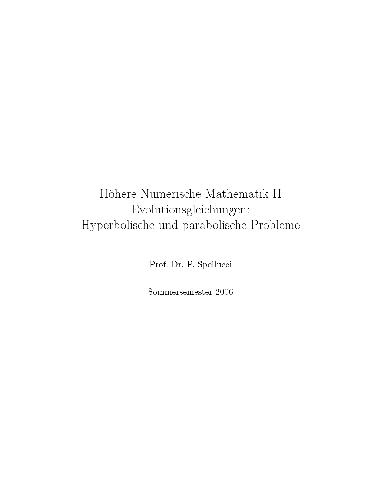 Höhere Numerische Mathematik II
Evolutionsgleichungen:
Hyperbolische und parabolische Probleme
Prof. Dr. P. Spellucci
Sommersemester 2006